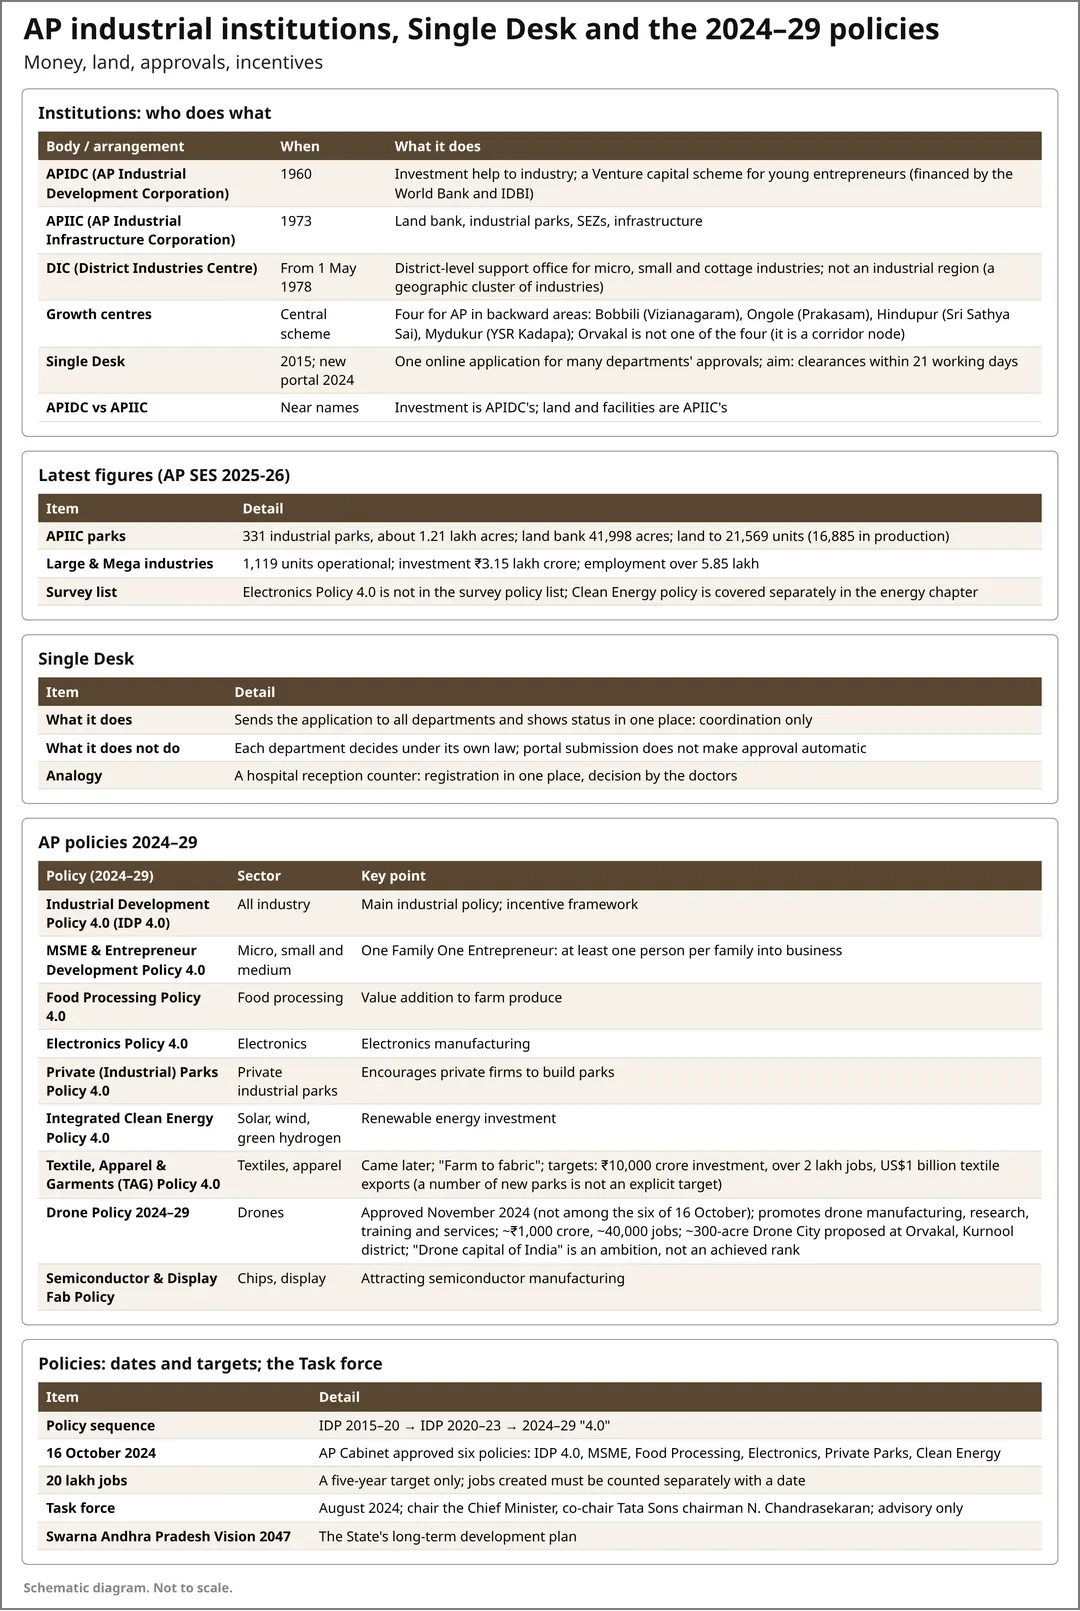 AP industrial institutions, Single Desk and the 2024–29 policies
Money, land, approvals, incentives
Institutions: who does what
Body / arrangement When What it does
APIDC (AP Industrial Development Corporation) 1960 Investment help to industry; a Venture capital scheme for young entrepreneurs (financed by the World Bank and IDBI)
APIIC (AP Industrial Infrastructure Corporation) 1973 Land bank, industrial parks, SEZs, infrastructure
DIC (District Industries Centre) From 1 May 1978 District-level support office for micro, small and cottage industries; not an industrial region (a geographic cluster of industries)
Growth centres Central scheme Four for AP in backward areas: Bobbili (Vizianagaram), Ongole (Prakasam), Hindupur (Sri Sathya Sai), Mydukur (YSR Kadapa); Orvakal is not one of the four (it is a corridor node)
Single Desk 2015; new portal 2024 One online application for many departments' approvals; aim: clearances within 21 working days
APIDC vs APIIC Near names Investment is APIDC's; land and facilities are APIIC's
Latest figures (AP SES 2025-26)
Item Detail
APIIC parks 331 industrial parks, about 1.21 lakh acres; land bank 41,998 acres; land to 21,569 units (16,885 in production)
Large & Mega industries 1,119 units operational; investment ₹3.15 lakh crore; employment over 5.85 lakh
Survey list Electronics Policy 4.0 is not in the survey policy list; Clean Energy policy is covered separately in the energy chapter
Single Desk
Item Detail
What it does Sends the application to all departments and shows status in one place: coordination only
What it does not do Each department decides under its own law; portal submission does not make approval automatic
Analogy A hospital reception counter: registration in one place, decision by the doctors
AP policies 2024–29
Policy (2024–29) Sector Key point
Industrial Development Policy 4.0 (IDP 4.0) All industry Main industrial policy; incentive framework
MSME & Entrepreneur Development Policy 4.0 Micro, small and medium One Family One Entrepreneur: at least one person per family into business
Food Processing Policy 4.0 Food processing Value addition to farm produce
Electronics Policy 4.0 Electronics Electronics manufacturing
Private (Industrial) Parks Policy 4.0 Private industrial parks Encourages private firms to build parks
Integrated Clean Energy Policy 4.0 Solar, wind, green hydrogen Renewable energy investment
Textile, Apparel & Garments (TAG) Policy 4.0 Textiles, apparel Came later; "Farm to fabric"; targets: ₹10,000 crore investment, over 2 lakh jobs, US$1 billion textile exports (a number of new parks is not an explicit target)
Drone Policy 2024–29 Drones Approved November 2024 (not among the six of 16 October); promotes drone manufacturing, research, training and services; ~₹1,000 crore, ~40,000 jobs; ~300-acre Drone City proposed at Orvakal, Kurnool district; "Drone capital of India" is an ambition, not an achieved rank
Semiconductor & Display Fab Policy Chips, display Attracting semiconductor manufacturing
Policies: dates and targets; the Task force
Item Detail
Policy sequence IDP 2015–20 → IDP 2020–23 → 2024–29 "4.0"
16 October 2024 AP Cabinet approved six policies: IDP 4.0, MSME, Food Processing, Electronics, Private Parks, Clean Energy
20 lakh jobs A five-year target only; jobs created must be counted separately with a date
Task force August 2024; chair the Chief Minister, co-chair Tata Sons chairman N. Chandrasekaran; advisory only
Swarna Andhra Pradesh Vision 2047 The State's long-term development plan
Schematic diagram. Not to scale.